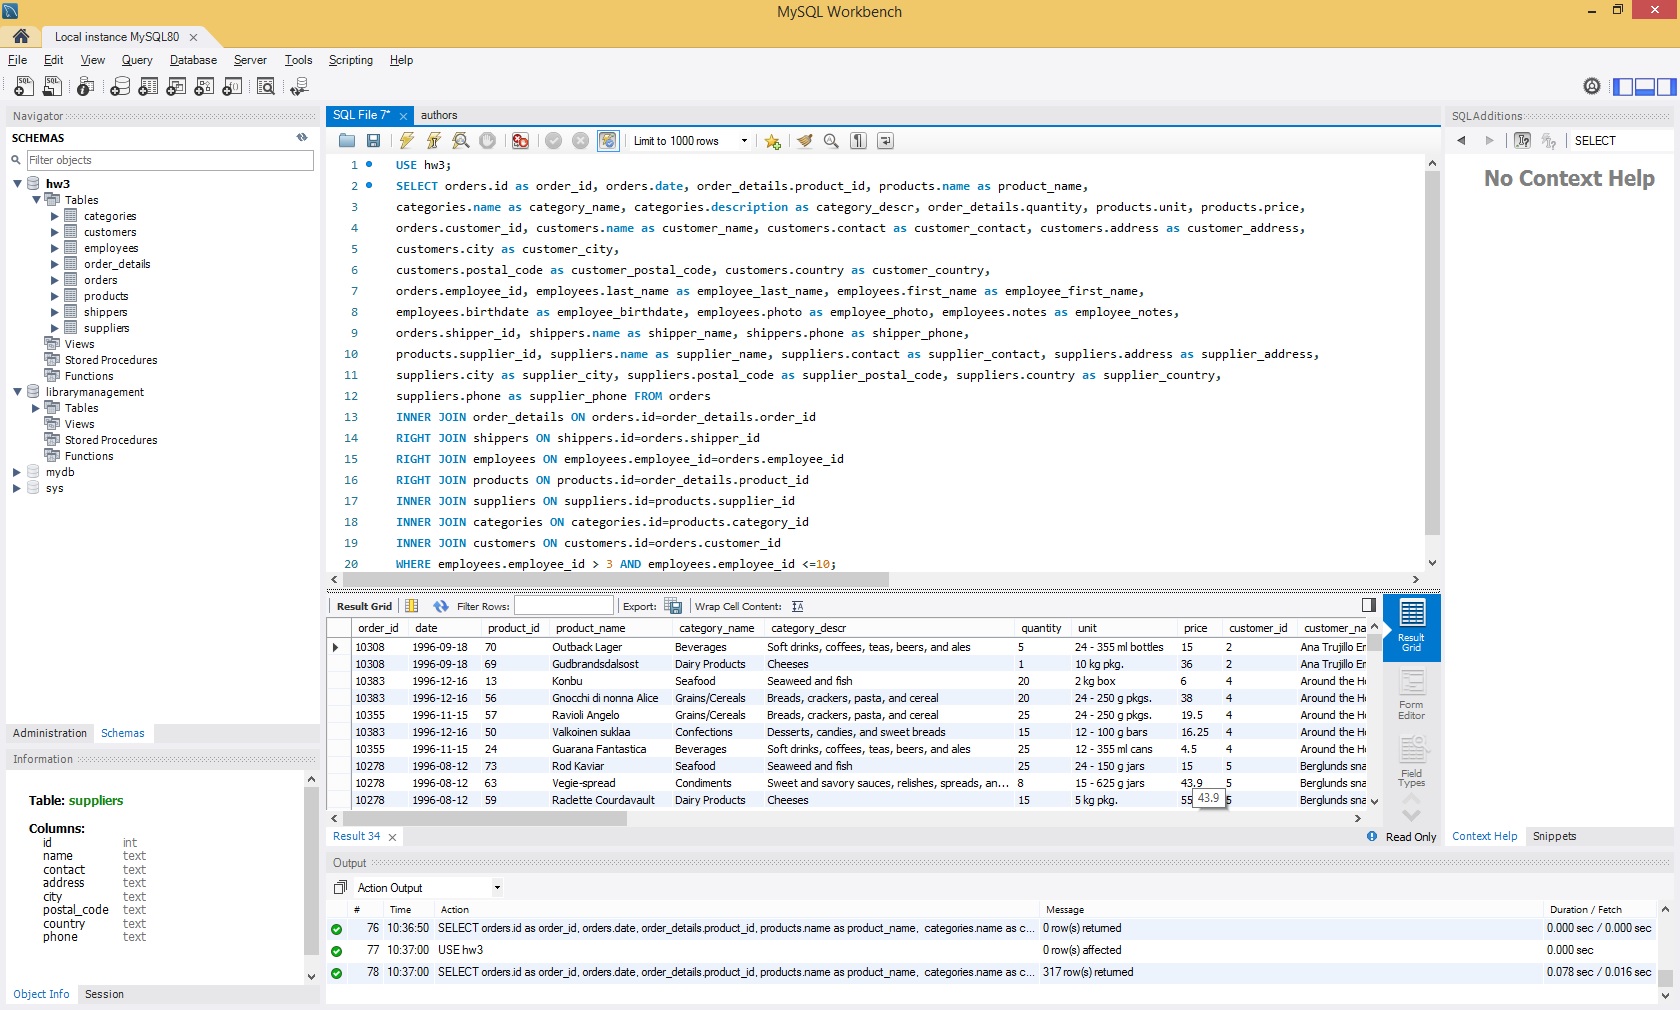 MySQL Workbench
Local instance MySQL80
File Edit View Query Database Server Tools Scripting Help
Navigator
SCHEMAS
Filter objects
hw3
Tables
categories
customers
employees
order_details
orders
products
shippers
suppliers
Views
Stored Procedures
Functions
librarymanagement
Tables
Views
Stored Procedures
Functions
mydb
sys
Administration Schemas
Information
Table: suppliers
Columns:
id int
name text
contact text
address text
city text
postal_code text
country text
phone text
Object Info Session
SQL File 7* authors
Limit to 1000 rows
1 USE hw3;
2 SELECT orders.id as order_id, orders.date, order_details.product_id, products.name as product_name,
3 categories.name as category_name, categories.description as category_descr, order_details.quantity, products.unit, products.price,
4 orders.customer_id, customers.name as customer_name, customers.contact as customer_contact, customers.address as customer_address,
5 customers.city as customer_city,
6 customers.postal_code as customer_postal_code, customers.country as customer_country,
7 orders.employee_id, employees.last_name as employee_last_name, employees.first_name as employee_first_name,
8 employees.birthdate as employee_birthdate, employees.photo as employee_photo, employees.notes as employee_notes,
9 orders.shipper_id, shippers.name as shipper_name, shippers.phone as shipper_phone,
10 products.supplier_id, suppliers.name as supplier_name, suppliers.contact as supplier_contact, suppliers.address as supplier_address,
11 suppliers.city as supplier_city, suppliers.postal_code as supplier_postal_code, suppliers.country as supplier_country,
12 suppliers.phone as supplier_phone FROM orders
13 INNER JOIN order_details ON orders.id=order_details.order_id
14 RIGHT JOIN shippers ON shippers.id=orders.shipper_id
15 RIGHT JOIN employees ON employees.employee_id=orders.employee_id
16 RIGHT JOIN products ON products.id=order_details.product_id
17 INNER JOIN suppliers ON suppliers.id=products.supplier_id
18 INNER JOIN categories ON categories.id=products.category_id
19 INNER JOIN customers ON customers.id=orders.customer_id
20 WHERE employees.employee_id > 3 AND employees.employee_id <=10;
Result Grid Filter Rows: Export: Wrap Cell Content:
order_id date product_id product_name category_name category_descr quantity unit price customer_id customer_na
10308 1996-09-18 70 Outback Lager Beverages Soft drinks, coffees, teas, beers, and ales 5 24 - 355 ml bottles 15 2 Ana Trujillo Em
10308 1996-09-18 69 Gudbrandsdalsost Dairy Products Cheeses 1 10 kg pkg. 36 2 Ana Trujillo Em
10383 1996-12-16 13 Konbu Seafood Seaweed and fish 20 2 kg box 6 4 Around the Ho
10383 1996-12-16 56 Gnocchi di nonna Alice Grains/Cereals Breads, crackers, pasta, and cereal 20 24 - 250 g pkgs. 38 4 Around the Ho
10355 1996-11-15 57 Ravioli Angelo Grains/Cereals Breads, crackers, pasta, and cereal 25 24 - 250 g pkgs. 19.5 4 Around the Ho
10383 1996-12-16 50 Valkoinen suklaa Confections Desserts, candies, and sweet breads 15 12 - 100 g bars 16.25 4 Around the Ho
10355 1996-11-15 24 Guarana Fantastica Beverages Soft drinks, coffees, teas, beers, and ales 25 12 - 355 ml cans 4.5 4 Around the Ho
10278 1996-08-12 73 Rod Kaviar Seafood Seaweed and fish 25 24 - 150 g jars 15 5 Berglunds sna
10278 1996-08-12 63 Vegie-spread Condiments Sweet and savory sauces, relishes, spreads, an... 8 15 - 625 g jars 43.9 5 Berglunds sna
10278 1996-08-12 59 Raclette Courdavault Dairy Products Cheeses 15 5 kg pkg. 55 5 Berglunds sna
43.9
Result Grid
Form Editor
Field Types
Result 34
Read Only
Output
Action Output
# Time Action Message Duration / Fetch
76 10:36:50 SELECT orders.id as order_id, orders.date, order_details.product_id, products.name as product_name, categories.name as c... 0 row(s) returned 0.000 sec / 0.000 sec
77 10:37:00 USE hw3 0 row(s) affected 0.000 sec
78 10:37:00 SELECT orders.id as order_id, orders.date, order_details.product_id, products.name as product_name, categories.name as c... 317 row(s) returned 0.078 sec / 0.016 sec
SQLAdditions
SELECT
No Context Help
Context Help Snippets